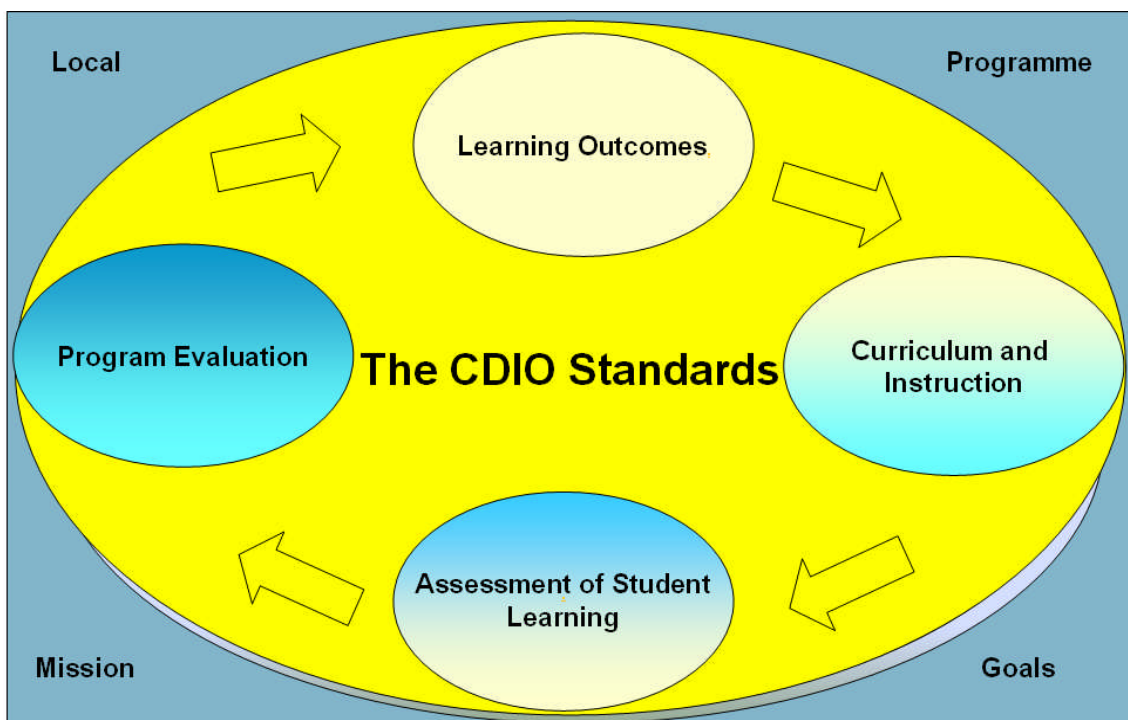 Local
Programme
Learning Outcomes
Program Evaluation
The CDIO Standards
Curriculum and
Instruction
Assessment of Student
Learning
Mission
Goals